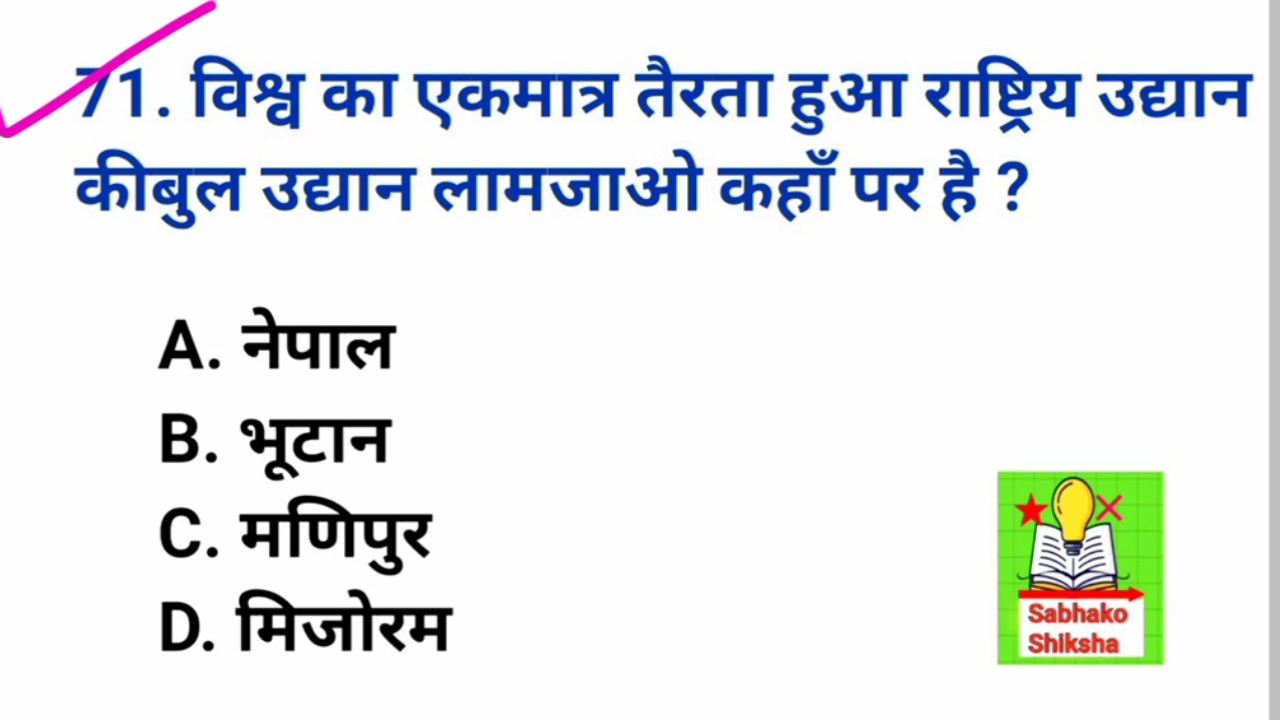 71. विश्व का एकमात्र तैरता हुआ राष्ट्रिय उद्यान
कीबुल उद्यान लामजाओ कहाँ पर है ?
A. नेपाल
B. भूटान
C. मणिपुर
D. मिजोरम
Sabhako
Shiksha